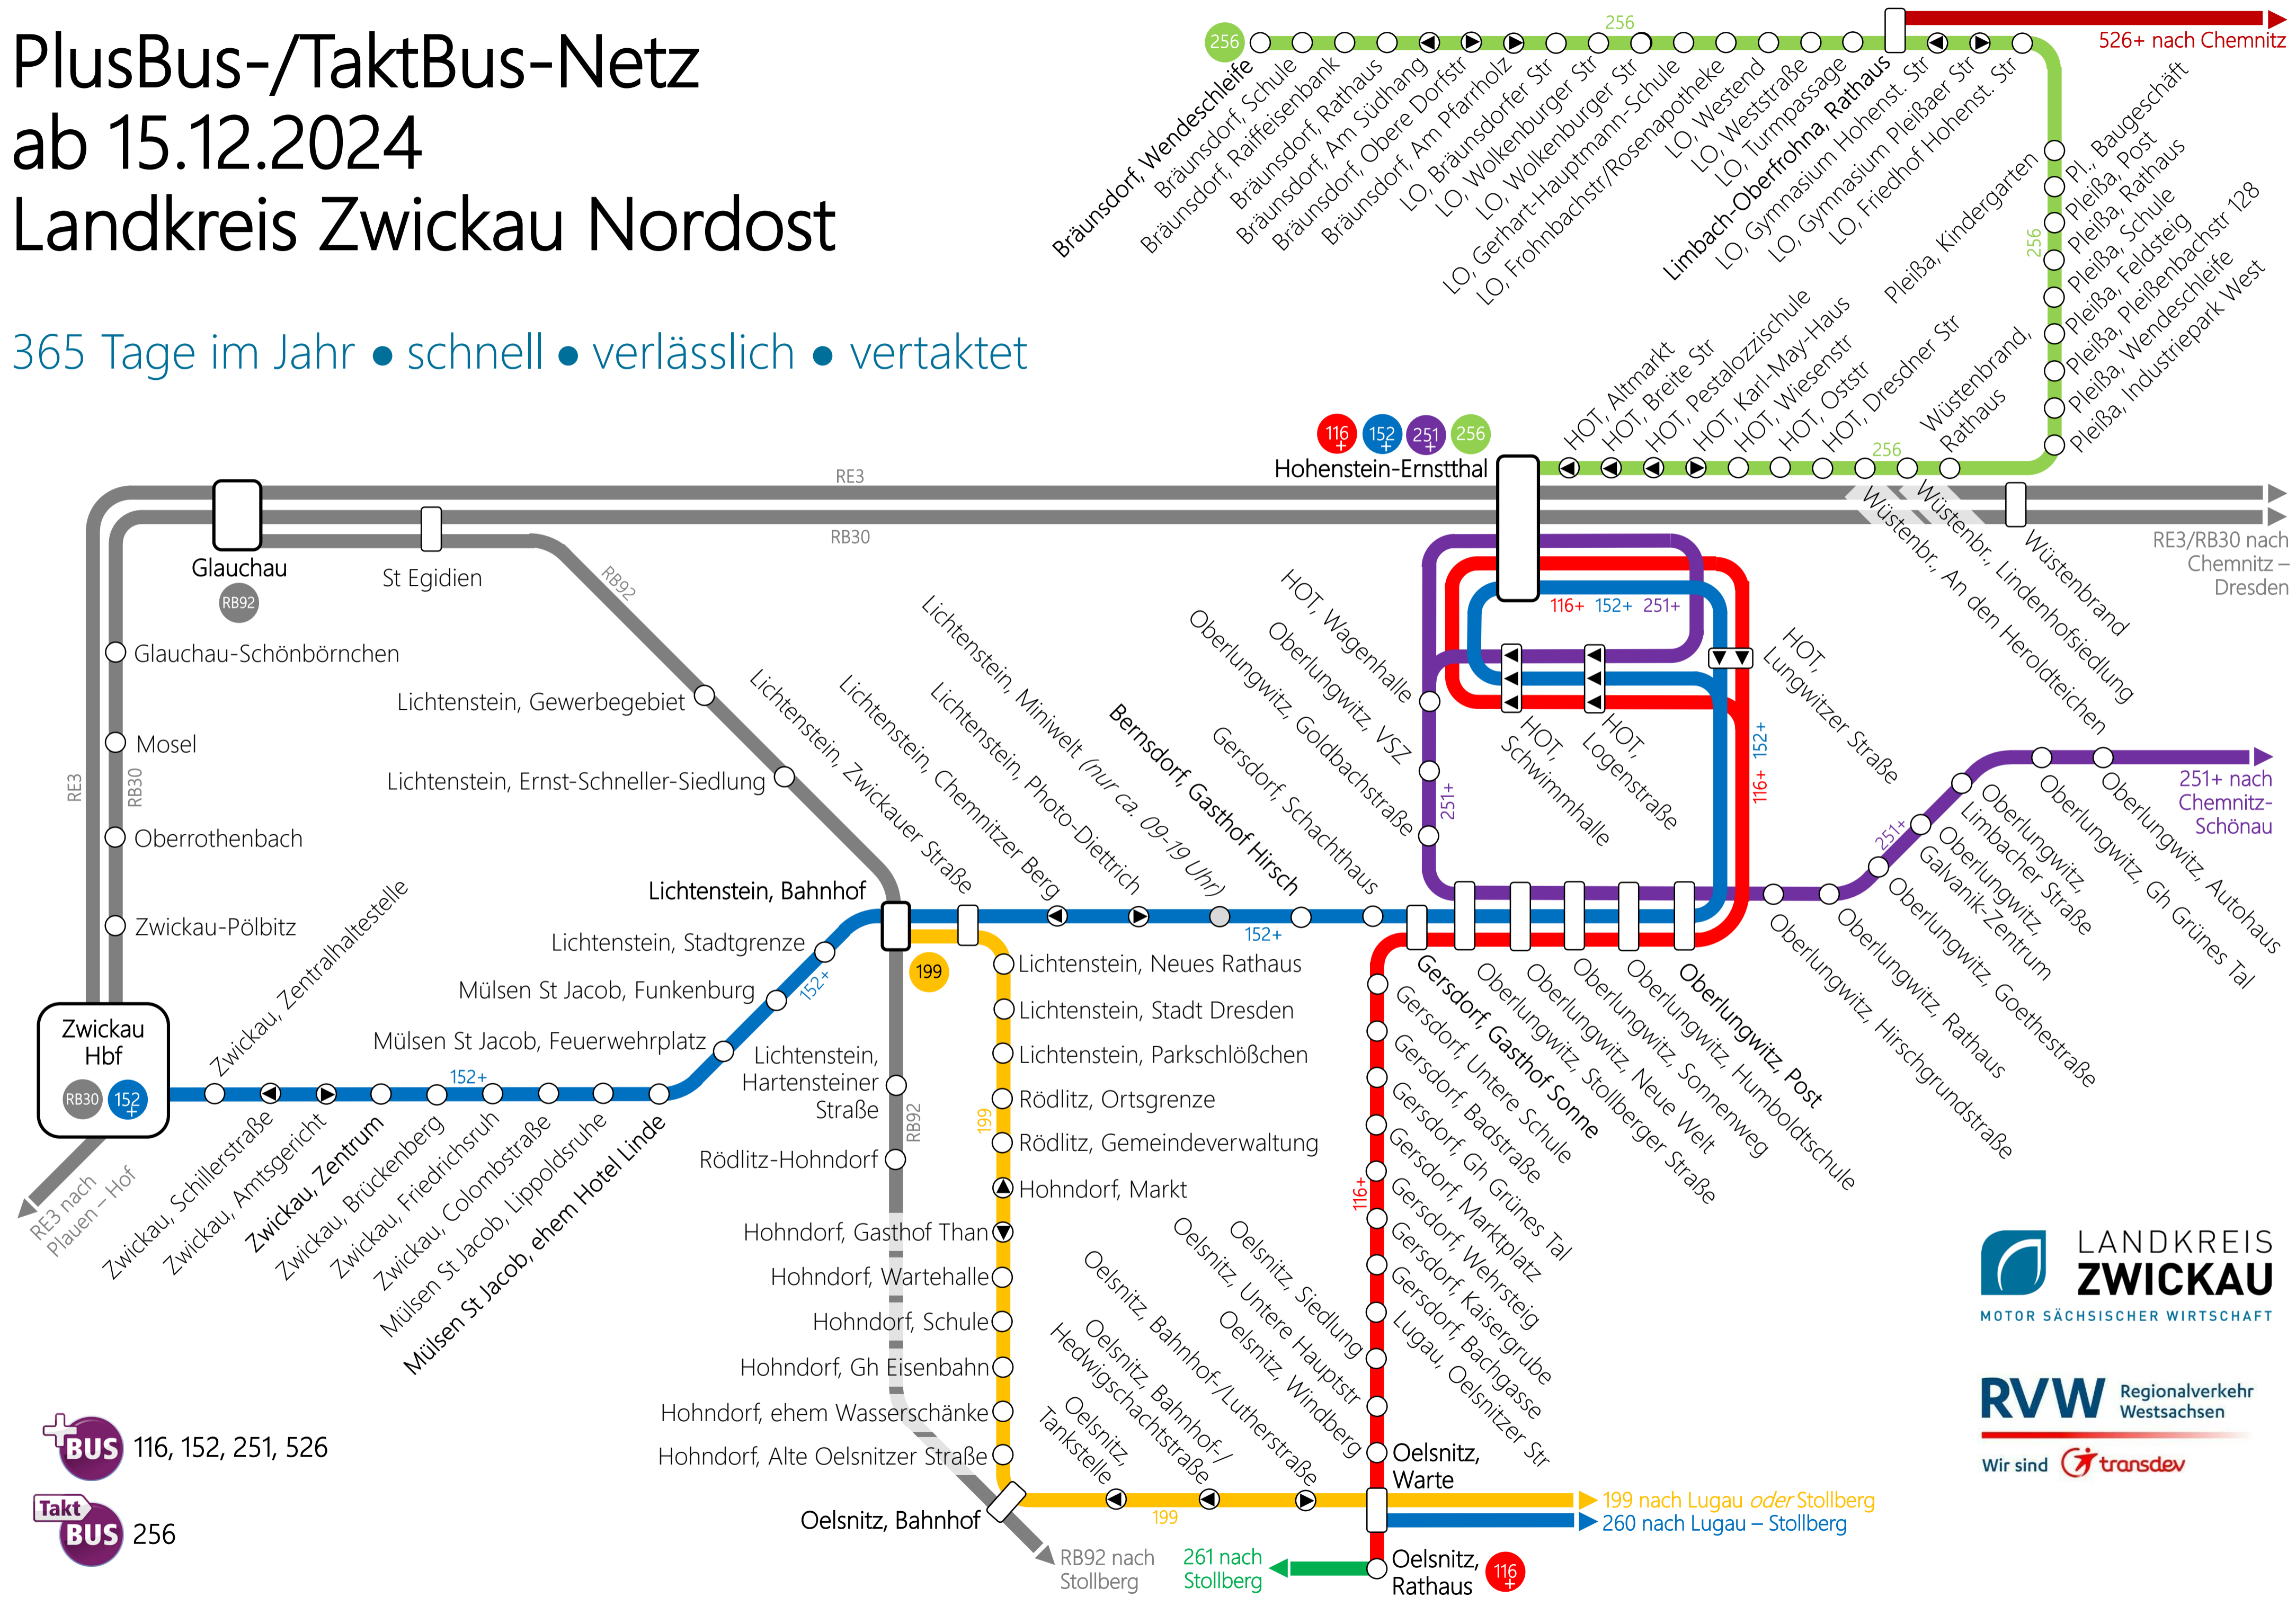 PlusBus-/TaktBus-Netz
ab 15.12.2024
Landkreis Zwickau Nordost
365 Tage im Jahr ● schnell ● verlässlich ● vertaktet
256
256
526+ nach Chemnitz
Bräunsdorf, Wendeschleife
Bräunsdorf, Schule
Bräunsdorf, Raiffeisenbank
Bräunsdorf, Rathaus
Bräunsdorf, Am Südhang
Bräunsdorf, Obere Dorfstr
Bräunsdorf, Am Pfarrholz
LO, Bräunsdorfer Str
LO, Wolkenburger Str
LO, Wolkenburger Str
LO, Gerhart-Hauptmann-Schule
LO, Frohnbachstr/Rosenapotheke
LO, Westend
LO, Weststraße
LO, Turmpassage
Limbach-Oberfrohna, Rathaus
LO, Gymnasium Hohenst. Str
LO, Gymnasium Pleißaer Str
LO, Friedhof Hohenst. Str
Pleißa, Kindergarten
Pl., Baugeschäft
Pleißa, Post
Pleißa, Rathaus
Pleißa, Schule
Pleißa, Feldsteig
Pleißa, Pleißenbachstr 128
Pleißa, Wendeschleife
Pleißa, Industriepark West
256
Wüstenbrand,
Rathaus
256
HOT, Altmarkt
HOT, Breite Str
HOT, Pestalozzischule
HOT, Karl-May-Haus
HOT, Wiesenstr
HOT, Oststr
HOT, Dresdner Str
Wüstenbr., An den Heroldteichen
Wüstenbr., Lindenhofsiedlung
Wüstenbrand
116
+
152
+
251
+
256
Hohenstein-Ernstthal
RE3
RB30
RE3/RB30 nach
Chemnitz –
Dresden
Glauchau
RB92
St Egidien
RB92
Glauchau-Schönbörnchen
Mosel
Oberrothenbach
Zwickau-Pölbitz
RE3
RB30
Lichtenstein, Gewerbegebiet
Lichtenstein, Ernst-Schneller-Siedlung
Lichtenstein, Bahnhof
Lichtenstein, Stadtgrenze
Mülsen St Jacob, Funkenburg
Mülsen St Jacob, Feuerwehrplatz
152+
Zwickau
Hbf
RB30
152
+
RE3 nach
Plauen – Hof
Zwickau, Zentralhaltestelle
152+
Zwickau, Schillerstraße
Zwickau, Amtsgericht
Zwickau, Zentrum
Zwickau, Brückenberg
Zwickau, Friedrichsruh
Zwickau, Colombstraße
Mülsen St Jacob, Lippoldsruhe
Mülsen St Jacob, ehem Hotel Linde
Lichtenstein, Zwickauer Straße
Lichtenstein, Chemnitzer Berg
Lichtenstein, Photo-Diettrich
Lichtenstein, Miniwelt (nur ca. 09-19 Uhr)
Bernsdorf, Gasthof Hirsch
Gersdorf, Schachthaus
152+
Oberlungwitz, Goldbachstraße
Oberlungwitz, VSZ
HOT, Wagenhalle
251+
116+ 152+ 251+
HOT,
Schwimmhalle
HOT,
Logenstraße
HOT,
Lungwitzer Straße
116+ 152+
251+
251+ nach
Chemnitz-
Schönau
Gersdorf, Gasthof Sonne
Oberlungwitz, Stollberger Straße
Oberlungwitz, Neue Welt
Oberlungwitz, Sonnenweg
Oberlungwitz, Humboldtschule
Oberlungwitz, Post
Oberlungwitz, Hirschgrundstraße
Oberlungwitz, Rathaus
Oberlungwitz, Goethestraße
Oberlungwitz,
Galvanik-Zentrum
Oberlungwitz,
Limbacher Straße
Oberlungwitz, Gh Grünes Tal
Oberlungwitz, Autohaus
199
Lichtenstein, Neues Rathaus
Lichtenstein, Stadt Dresden
Lichtenstein, Parkschlößchen
Rödlitz, Ortsgrenze
Rödlitz, Gemeindeverwaltung
Hohndorf, Markt
199
Lichtenstein,
Hartensteiner
Straße
RB92
Rödlitz-Hohndorf
Hohndorf, Gasthof Than
Hohndorf, Wartehalle
Hohndorf, Schule
Hohndorf, Gh Eisenbahn
Hohndorf, ehem Wasserschänke
Hohndorf, Alte Oelsnitzer Straße
Oelsnitz, Bahnhof
RB92 nach
Stollberg
Oelsnitz,
Tankstelle
Oelsnitz, Bahnhof-/
Hedwigschachtstraße
Oelsnitz, Bahnhof-/Lutherstraße
199
Gersdorf, Untere Schule
Gersdorf, Badstraße
Gersdorf, Gh Grünes Tal
Gersdorf, Marktplatz
Gersdorf, Wehrsteig
Gersdorf, Kaisergrube
Gersdorf, Bachgasse
Lugau, Oelsnitzer Str
116+
Oelsnitz, Siedlung
Oelsnitz, Untere Hauptstr
Oelsnitz, Windberg
Oelsnitz,
Warte
199 nach Lugau oder Stollberg
260 nach Lugau – Stollberg
261 nach
Stollberg
Oelsnitz,
Rathaus
116
+
+BUS 116, 152, 251, 526
Takt
BUS 256
LANDKREIS
ZWICKAU
MOTOR SÄCHSISCHER WIRTSCHAFT
RVW Regionalverkehr
Westsachsen
Wir sind transdev